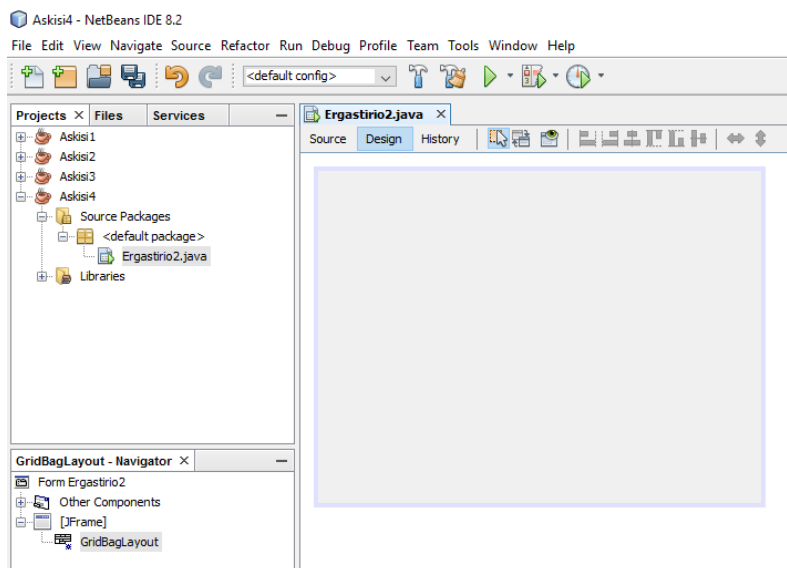 Askisi4 - NetBeans IDE 8.2
File Edit View Navigate Source Refactor Run Debug Profile Team Tools Window Help
<default config>
Projects Files Services
Askisi1
Askisi2
Askisi3
Askisi4
Source Packages
<default package>
Ergastirio2.java
Libraries
Ergastirio2.java
Source Design History
GridBagLayout - Navigator
Form Ergastirio2
Other Components
[JFrame]
GridBagLayout